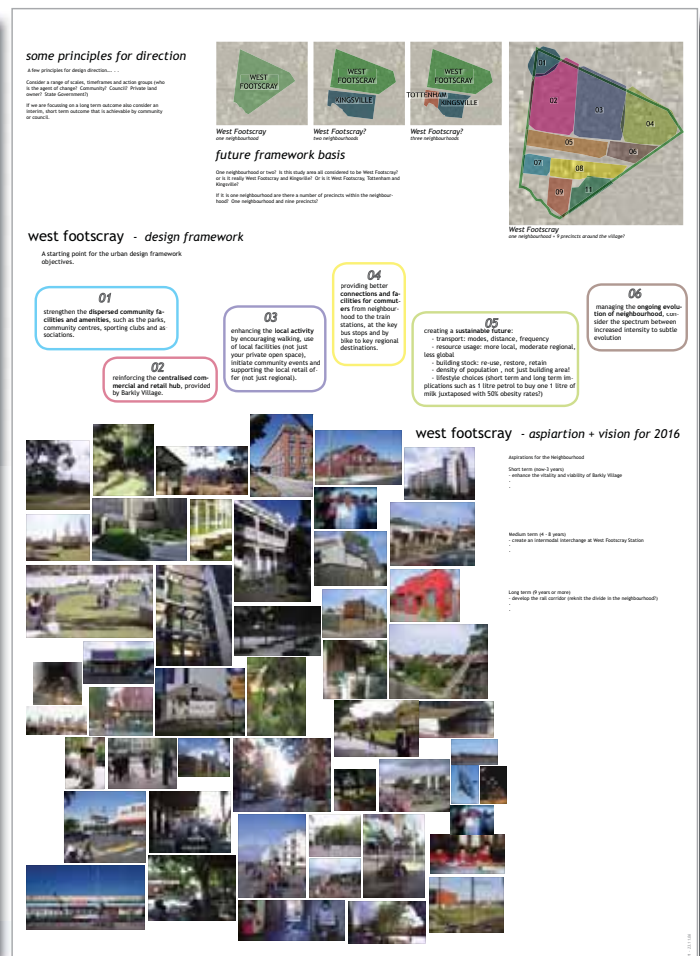 some principles for direction
A few principles for design direction.... . .
Consider a range of scales, timeframes and action groups (who
is the agent of change? Community? Council? Private land
owner? State Government?)
If we are focussing on a long term outcome also consider an
interim, short term outcome that is achievable by community
or council.
WEST
FOOTSCRAY
West Footscray
one neighbourhood
WEST
FOOTSCRAY
KINGSVILLE
West Footscray?
two neighbourhoods
WEST
FOOTSCRAY
TOTTENHAM
KINGSVILLE
West Footscray?
three neighbourhoods
future framework basis
One neighbourhood or two? Is this study area all considered to be West Footscray?
or is it really West Footscray and Kingsville? Or is it West Footscray, Tottenham and
Kingsville?
If it is one neighbourhood are there a number of precincts within the neighbour-
hood? One neighbourhood and nine precincts?
01
02
03
04
05
06
07
08
09
11
West Footscray
one neighbourhood + 9 precincts around the village?
west footscray - design framework
A starting point for the urban design framework
objectives.
01
strengthen the dispersed community fa-
cilities and amenities, such as the parks,
community centres, sporting clubs and as
sociations.
02
reinforcing the centralised com-
mercial and retail hub, provided
by Barkly Village.
03
enhancing the local activity
by encouraging walking, use
of local facilities (not just
your private open space),
initiate community events and
supporting the local retail of-
fer (not just regional).
04
providing better
connections and fa-
cilities for commut-
ers from neighbour-
hood to the train
stations, at the key
bus stops and by
bike to key regional
destinations.
05
creating a sustainable future:
- transport: modes, distance, frequency
- resource usage: more local, moderate regional,
less global
- building stock: re-use, restore, retain
- density of population , not just building area!
- lifestyle choices (short term and long term im-
plications such as 1 litre petrol to buy one 1 litre of
milk juxtaposed with 50% obesity rates?)
06
managing the ongoing evolu-
tion of neighbourhood, con-
sider the spectrum between
increased intensity to subtle
evolution
west footscray - aspiartion + vision for 2016
Aspirations for the Neighbourhood
Short term (now-3 years)
- enhance the vitality and viability of Barkly Village
-
-
Medium term (4 - 8 years)
- create an intermodal interchange at West Footscray Station
-
-
Long term (9 years or more)
- develop the rail corridor (reknit the divide in the neighbourhood?)
-
-